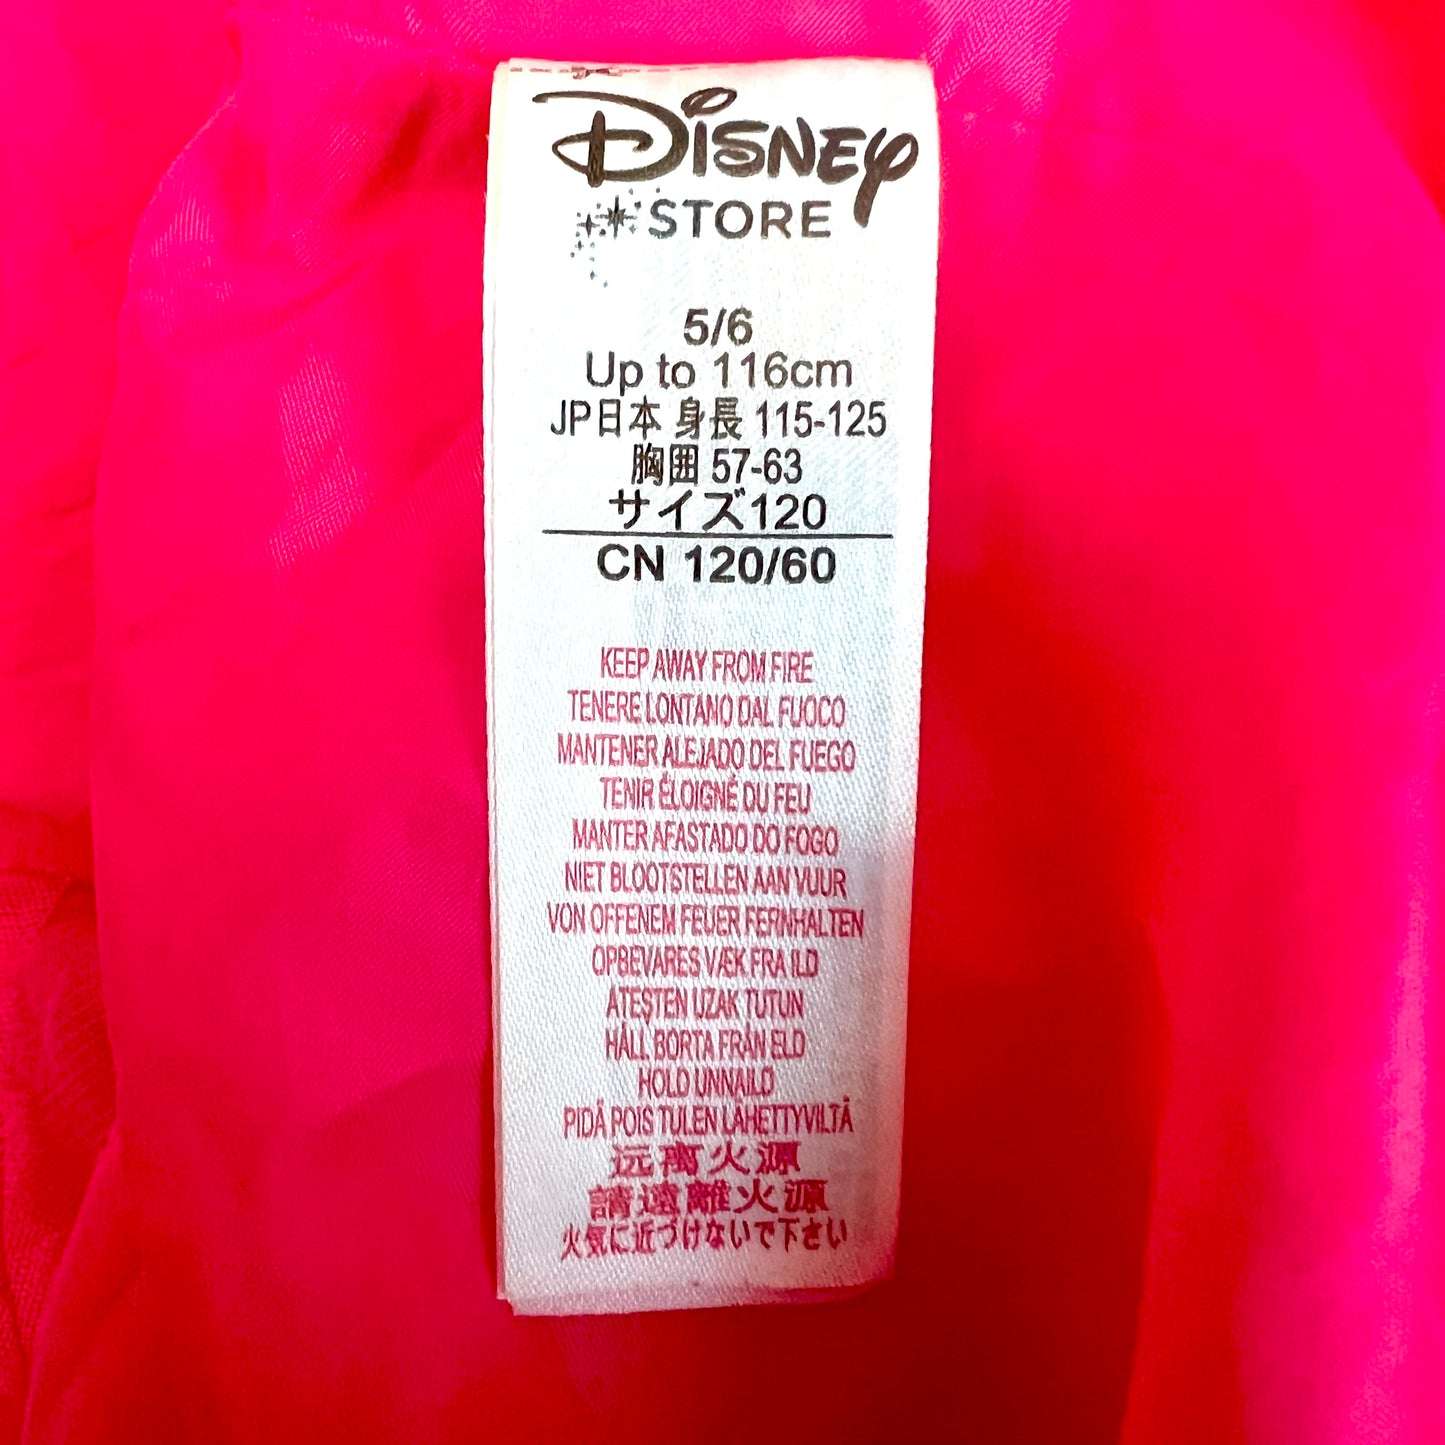 Disney
STORE
5/6
Up to 116cm
JP日本 身長 115-125
胸囲 57-63
サイズ120
CN 120/60
KEEP AWAY FROM FIRE
TENERE LONTANO DAL FUOCO
MANTENER ALEJADO DEL FUEGO
TENIR ÉLOIGNÉ DU FEU
MANTER AFASTADO DO FOGO
NIET BLOOTSTELLEN AAN VUUR
VON OFFENEM FEUER FERNHALTEN
OPBEVARES VÆK FRA ILD
ATEŞTEN UZAK TUTUN
HÅLL BORTA FRÅN ELD
HOLD UNNA ILD
PIDÄ POIS TULEN LÄHETTYVILTÄ
远离火源
請遠離火源
火気に近づけないで下さい